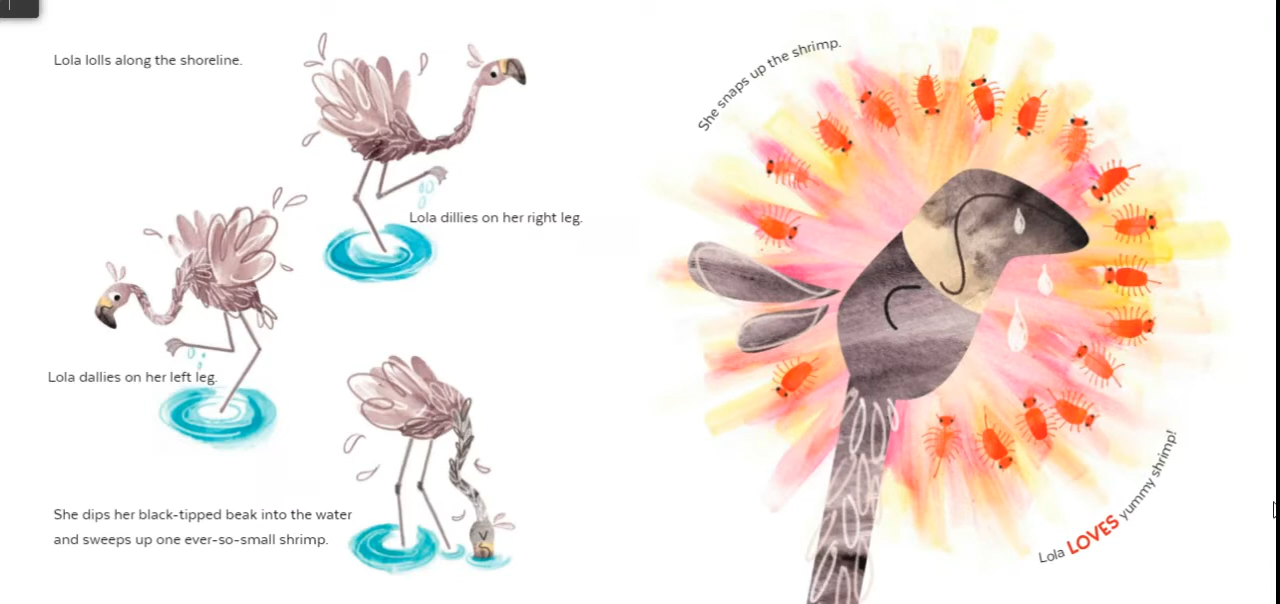 Lola lolls along the shoreline.
Lola dillies on her right leg.
Lola dallies on her left leg.
She dips her black-tipped beak into the water
and sweeps up one ever-so-small shrimp.
She snaps up the shrimp.
Lola LOVES yummy shrimp!